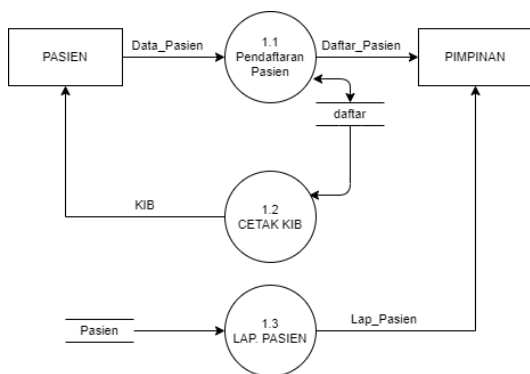 PASIEN
Data_Pasien
1.1
Pendaftaran
Pasien
Daftar_Pasien
PIMPINAN
daftar
KIB
1.2
CETAK KIB
Pasien
1.3
LAP. PASIEN
Lap_Pasien